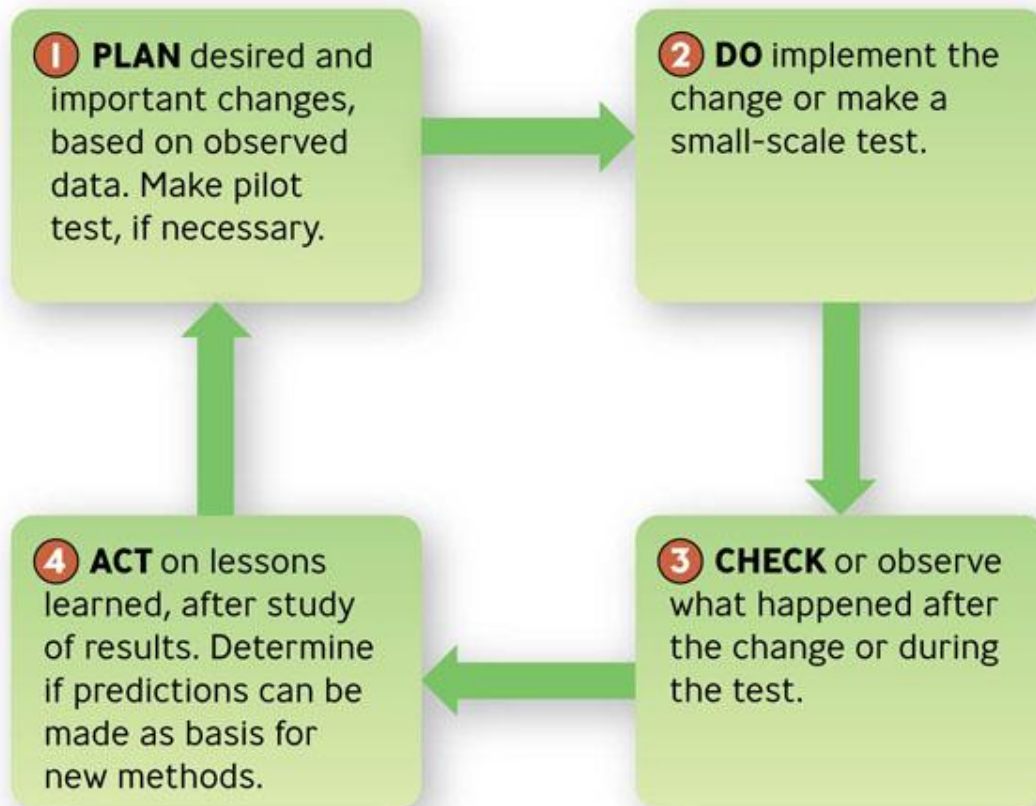 1 PLAN desired and
important changes,
based on observed
data. Make pilot
test, if necessary.
2 DO implement the
change or make a
small-scale test.
3 CHECK or observe
what happened after
the change or during
the test.
4 ACT on lessons
learned, after study
of results. Determine
if predictions can be
made as basis for
new methods.